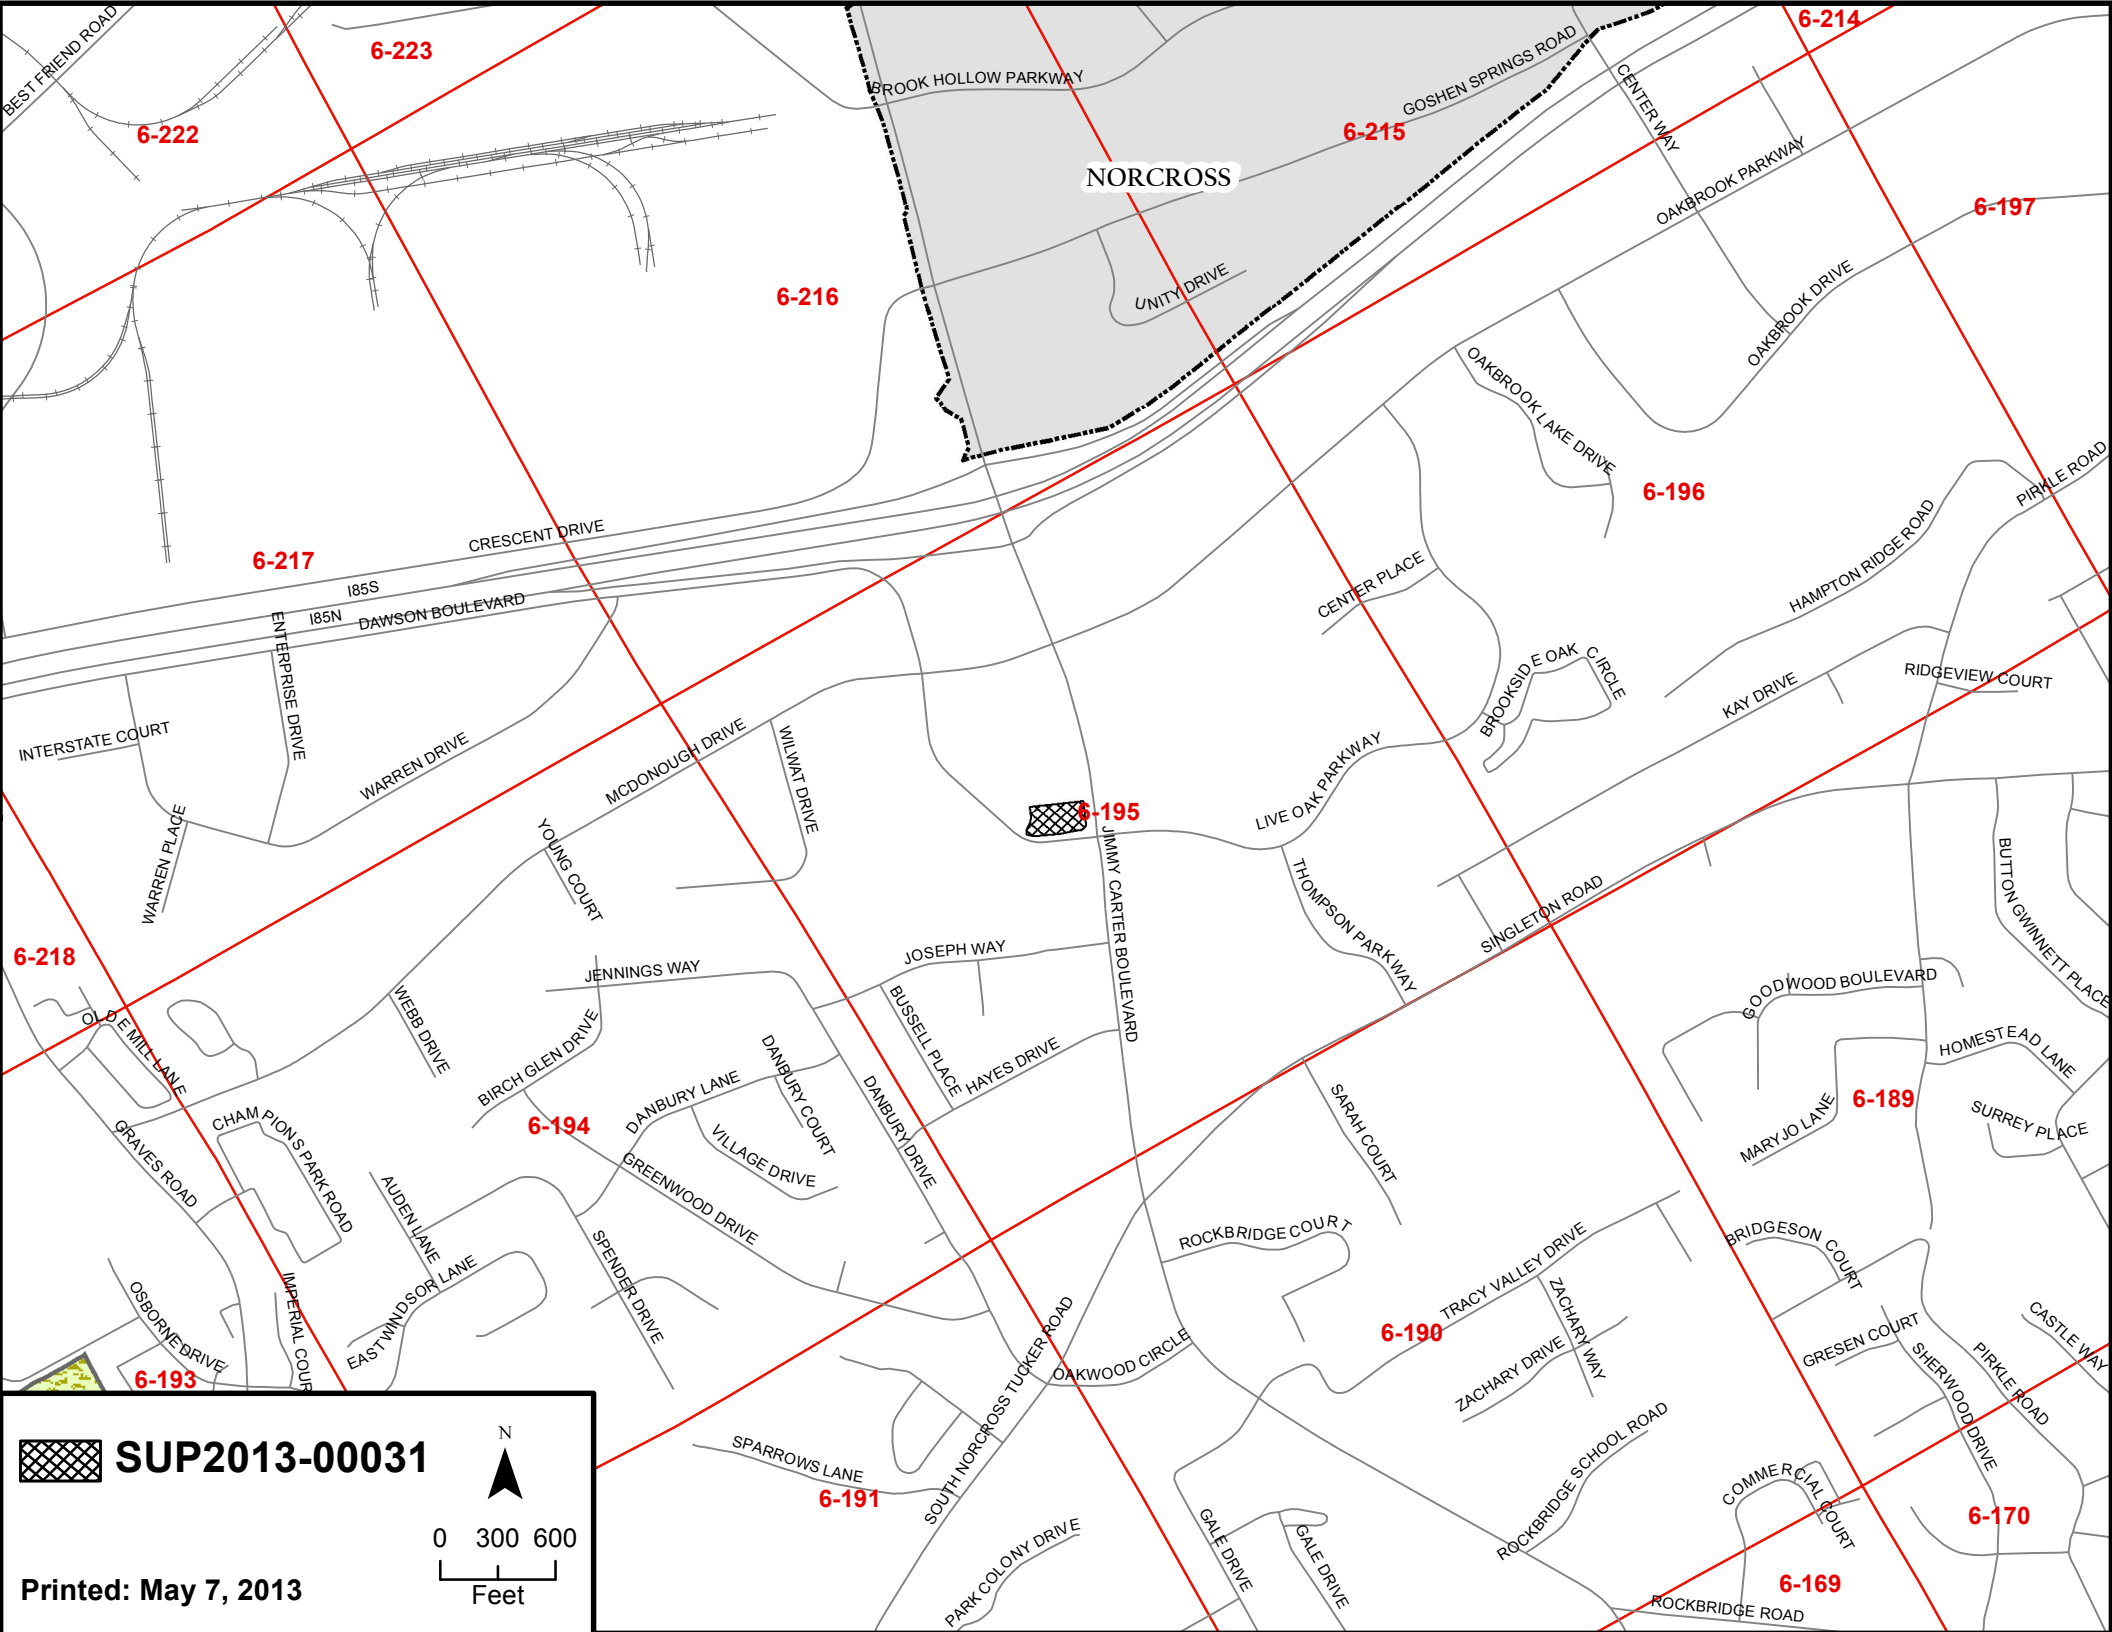 BEST FRIEND ROAD
6-223
6-222
BROOK HOLLOW PARKWAY
GOSHEN SPRINGS ROAD
6-215
NORCROSS
UNITY DRIVE
6-216
CENTER WAY
6-214
OAKBROOK PARKWAY
6-197
OAKBROOK DRIVE
OAKBROOK LAKE DRIVE
6-196
PIRKLE ROAD
HAMPTON RIDGE ROAD
CRESCENT DRIVE
6-217
I85S
I85N
DAWSON BOULEVARD
ENTERPRISE DRIVE
CENTER PLACE
BROOKSIDE OAK CIRCLE
KAY DRIVE
RIDGEVIEW COURT
INTERSTATE COURT
WARREN DRIVE
MCDONOUGH DRIVE
WILWAT DRIVE
LIVE OAK PARKWAY
6-195
WARREN PLACE
YOUNG COURT
JIMMY CARTER BOULEVARD
THOMPSON PARKWAY
SINGLETON ROAD
BUTTON GWINNETT PLACE
6-218
JOSEPH WAY
JENNINGS WAY
BUSSELL PLACE
GOODWOOD BOULEVARD
OLDE MILL LANE
WEBB DRIVE
BIRCH GLEN DRIVE
DANBURY COURT
HAYES DRIVE
HOMESTEAD LANE
DANBURY LANE
DANBURY DRIVE
SARAH COURT
6-189
MARYJO LANE
SURREY PLACE
CHAMPIONS PARK ROAD
GRAVES ROAD
6-194
VILLAGE DRIVE
GREENWOOD DRIVE
AUDEN LANE
SPENDER DRIVE
ROCKBRIDGE COURT
BRIDGESON COURT
TRACY VALLEY DRIVE
EASTWINDSOR LANE
IMPERIAL COUR
OSBORNE DRIVE
6-193
SOUTH NORCROSS TUCKER ROAD
OAKWOOD CIRCLE
6-190
ZACHARY WAY
ZACHARY DRIVE
GRESEN COURT
SHERWOOD DRIVE
PIRKLE ROAD
CASTLE WAY
SPARROWS LANE
6-191
ROCKBRIDGE SCHOOL ROAD
COMMERCIAL COURT
6-170
PARK COLONY DRIVE
GALE DRIVE
GALE DRIVE
6-169
ROCKBRIDGE ROAD
SUP2013-00031
N
0 300 600
Feet
Printed: May 7, 2013